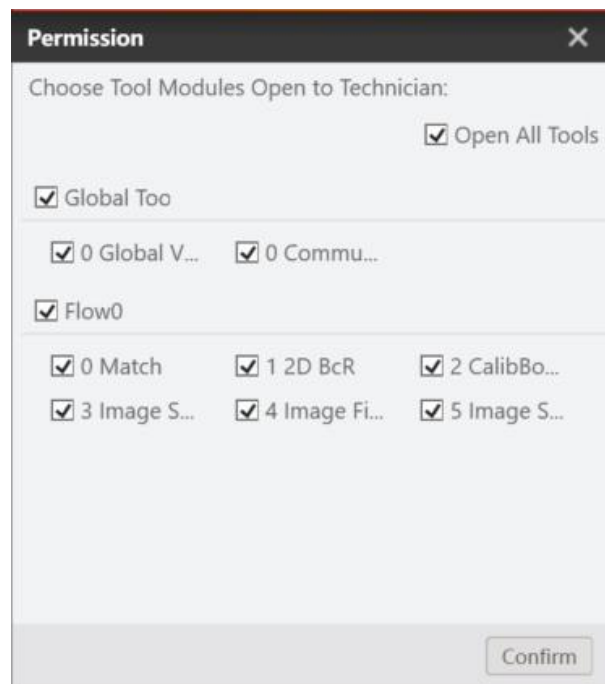 Permission
Choose Tool Modules Open to Technician:
Open All Tools
Global Too
0 Global V... 0 Commu...
Flow0
0 Match 1 2D BcR 2 CalibBo...
3 Image S... 4 Image Fi... 5 Image S...
Confirm